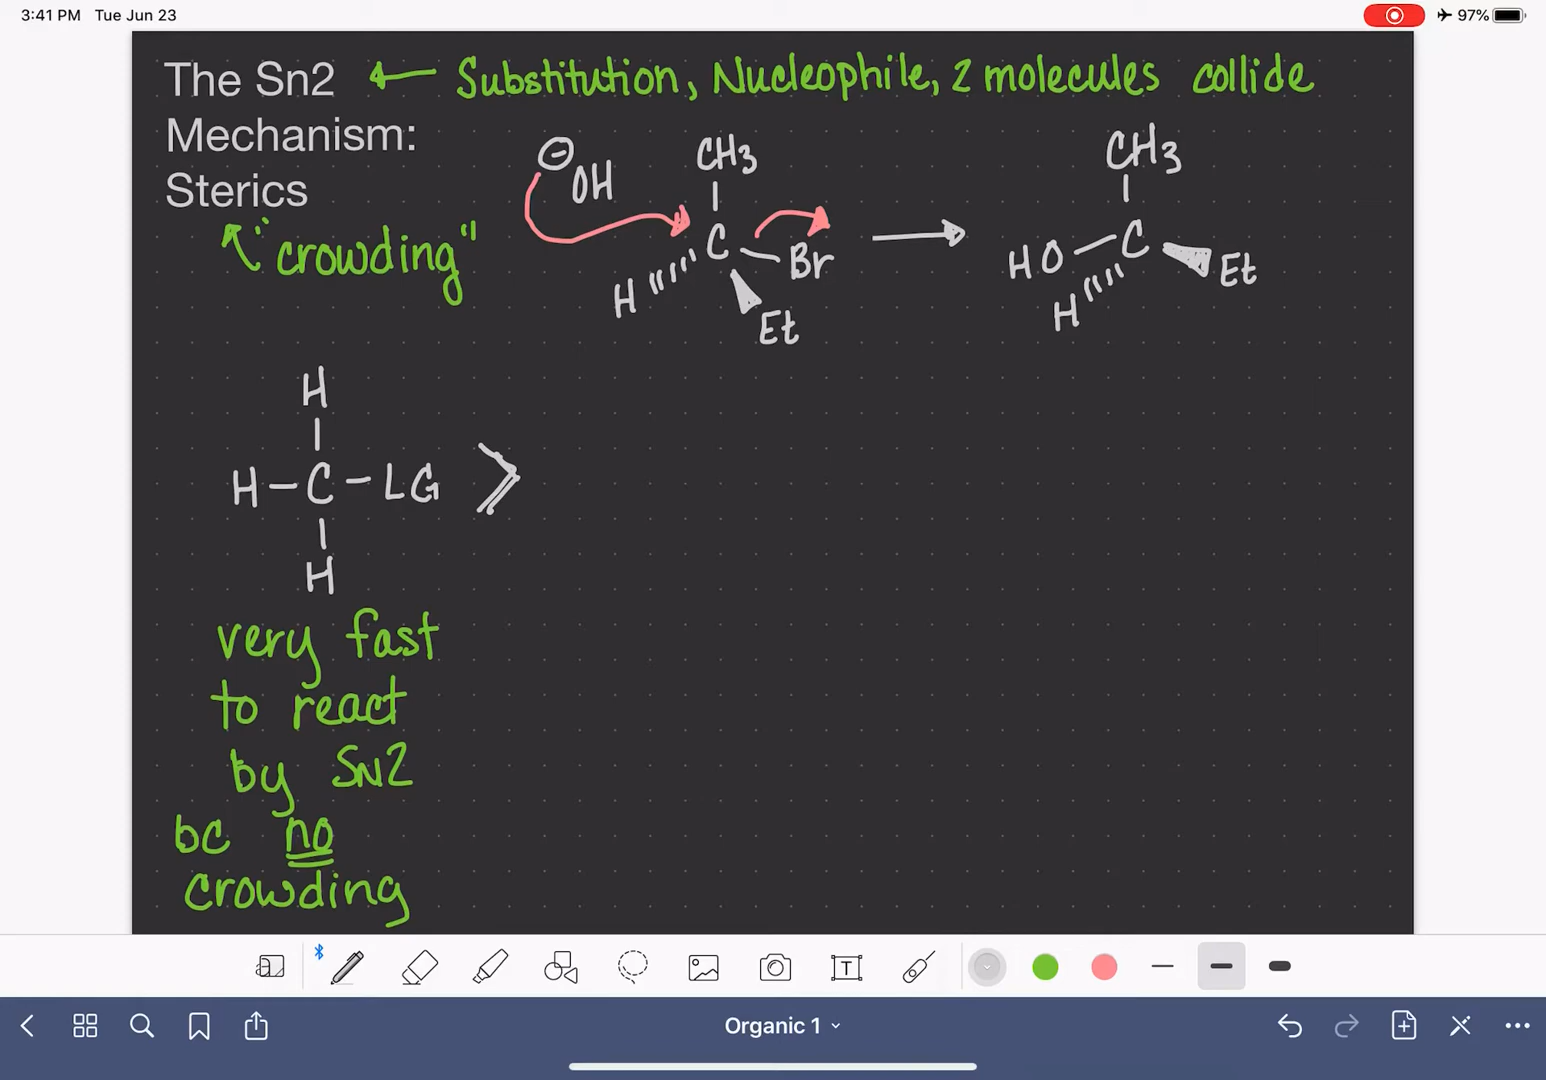 3:41 PM Tue Jun 23
97%
The Sn2 ← Substitution, Nucleophile, 2 molecules collide
Mechanism:
Sterics
"crowding"
⊖
OH
CH3
C
Br
H
Et
→
CH3
HO
C
Et
H
H
H-C-LG >
H
very fast
to react
by SN2
bc no
crowding
T
Organic 1